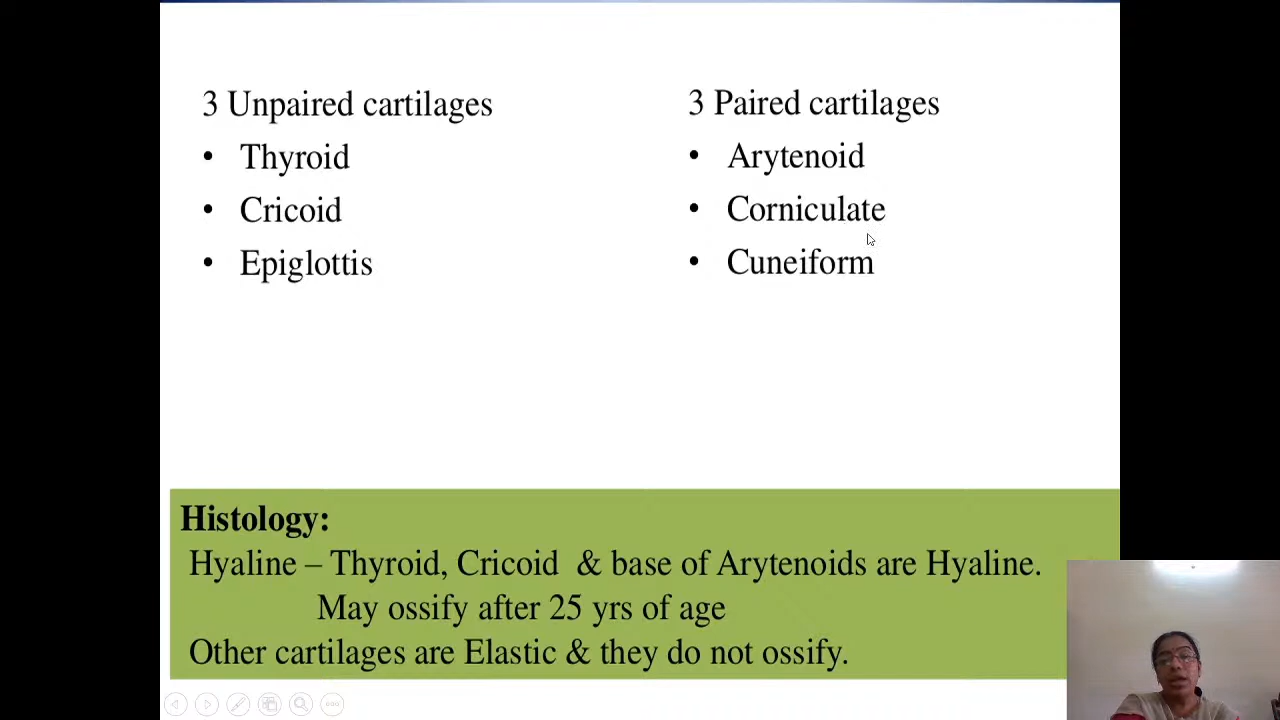 3 Unpaired cartilages
• Thyroid
• Cricoid
• Epiglottis
3 Paired cartilages
• Arytenoid
• Corniculate
• Cuneiform
Histology:
Hyaline – Thyroid, Cricoid & base of Arytenoids are Hyaline.
May ossify after 25 yrs of age
Other cartilages are Elastic & they do not ossify.